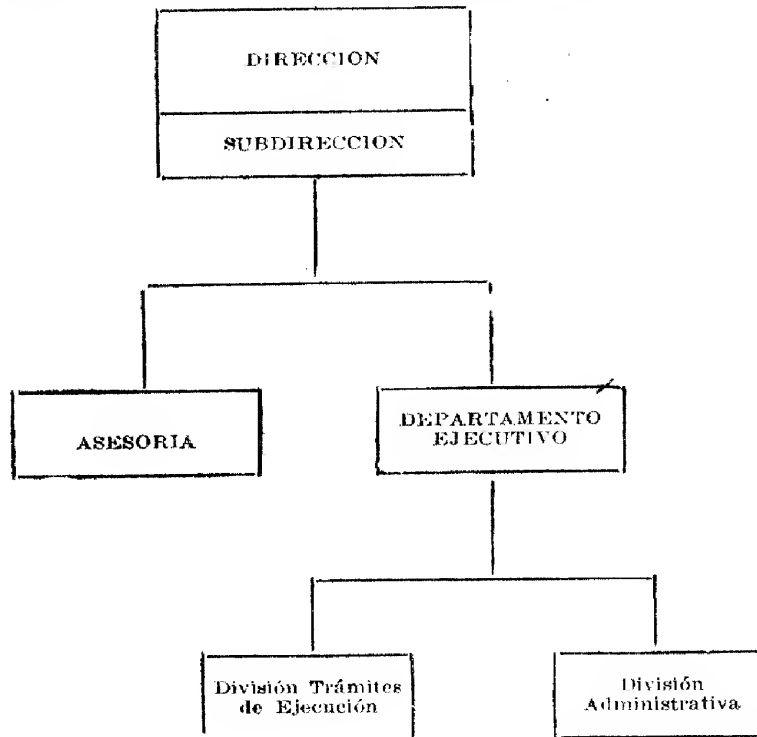 DIRECCION
SUBDIRECCION
ASESORIA
DEPARTAMENTO
EJECUTIVO
División Trámites
de Ejecución
División
Administrativa